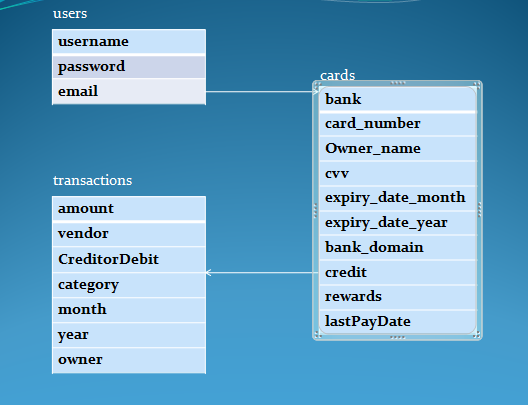 users
username
password
email
cards
bank
card_number
Owner_name
cvv
expiry_date_month
expiry_date_year
bank_domain
credit
rewards
lastPayDate
transactions
amount
vendor
CreditorDebit
category
month
year
owner